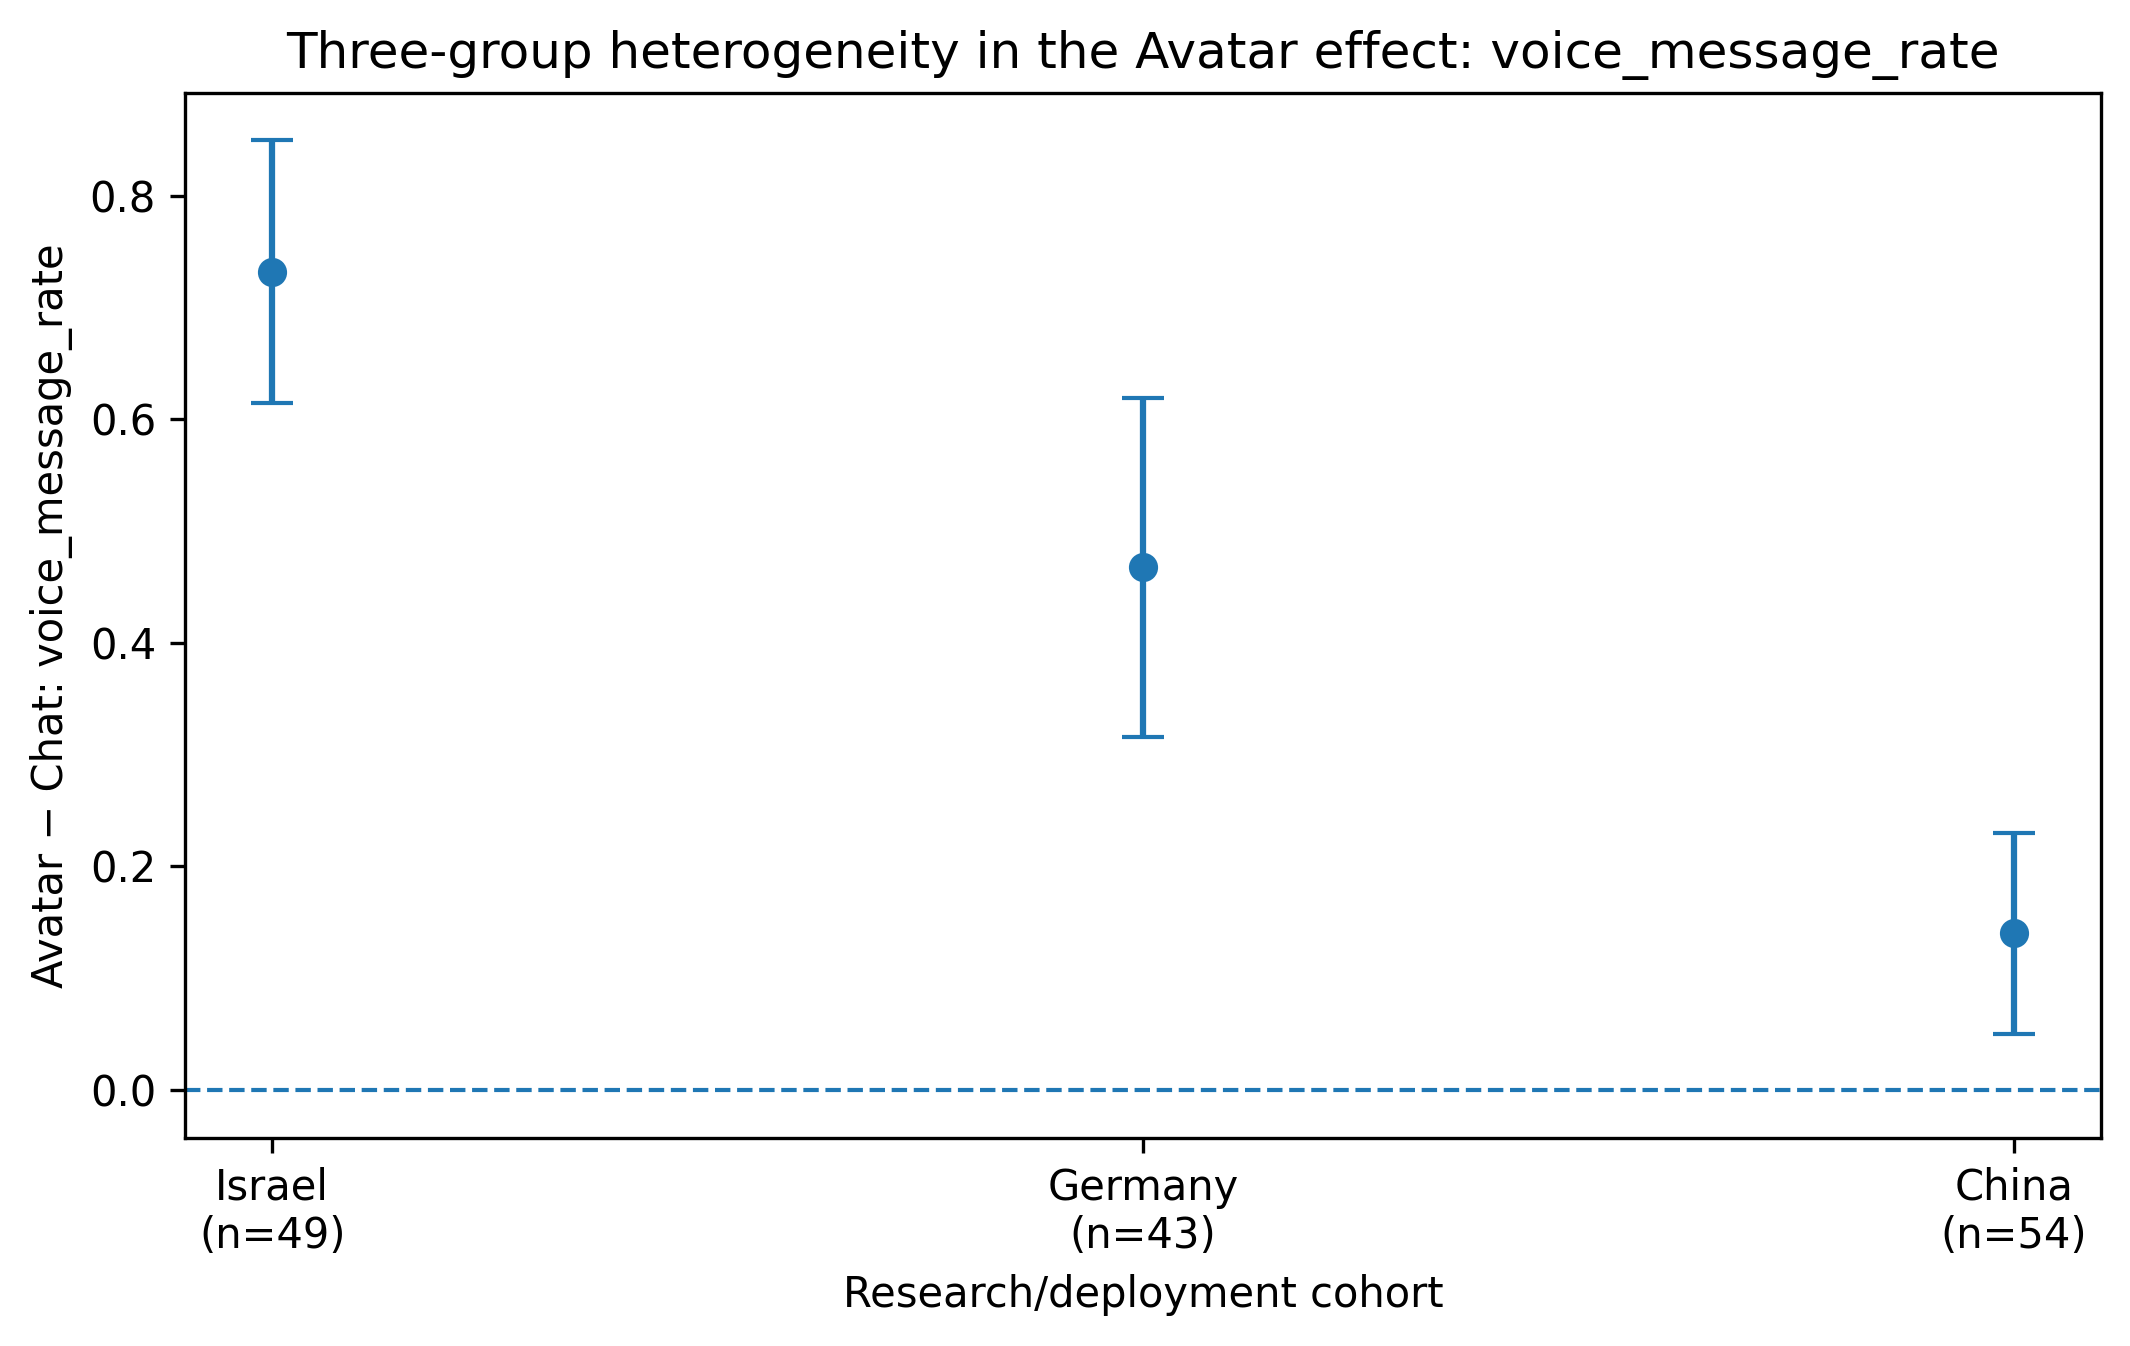 Three-group heterogeneity in the Avatar effect: voice_message_rate
Avatar − Chat: voice_message_rate
0.8
0.6
0.4
0.2
0.0
Israel
(n=49)
Germany
(n=43)
China
(n=54)
Research/deployment cohort